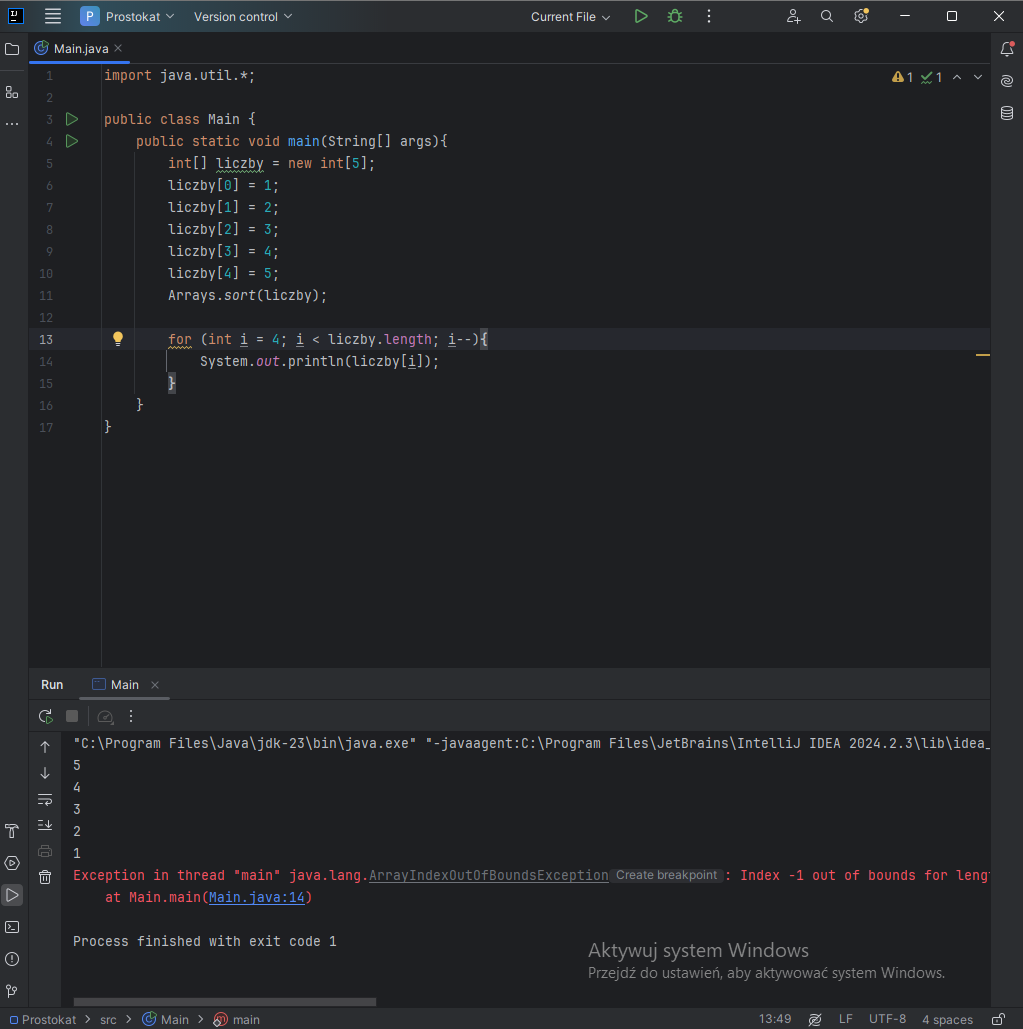 P Prostokat Version control Current File
Main.java
1 import java.util.*;
2
3 public class Main {
4     public static void main(String[] args){
5         int[] liczby = new int[5];
6         liczby[0] = 1;
7         liczby[1] = 2;
8         liczby[2] = 3;
9         liczby[3] = 4;
10         liczby[4] = 5;
11         Arrays.sort(liczby);
12
13         for (int i = 4; i < liczby.length; i--){
14             System.out.println(liczby[i]);
15         }
16     }
17 }
1 1
Run Main
"C:\Program Files\Java\jdk-23\bin\java.exe" "-javaagent:C:\Program Files\JetBrains\IntelliJ IDEA 2024.2.3\lib\idea_
5
4
3
2
1
Exception in thread "main" java.lang.ArrayIndexOutOfBoundsException Create breakpoint : Index -1 out of bounds for leng
    at Main.main(Main.java:14)
Process finished with exit code 1
Aktywuj system Windows
Przejdź do ustawień, aby aktywować system Windows.
Prostokat > src > Main > main 13:49 LF UTF-8 4 spaces